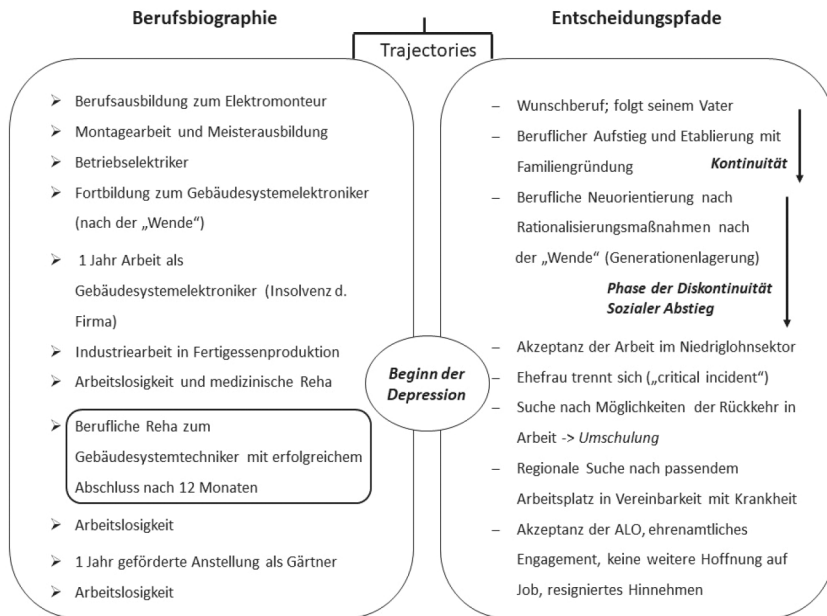 Berufsbiographie
Entscheidungspfade
Trajectories
➢ Berufsausbildung zum Elektromonteur
➢ Montagearbeit und Meisterausbildung
➢ Betriebselektriker
➢ Fortbildung zum Gebäudesystemelektroniker
(nach der „Wende“)
➢ 1 Jahr Arbeit als
Gebäudesystemelektroniker (Insolvenz d.
Firma)
➢ Industriearbeit in Fertigessenproduktion
➢ Arbeitslosigkeit und medizinische Reha
➢ Berufliche Reha zum
Gebäudesystemtechniker mit erfolgreichem
Abschluss nach 12 Monaten
➢ Arbeitslosigkeit
➢ 1 Jahr geförderte Anstellung als Gärtner
➢ Arbeitslosigkeit
Beginn der
Depression
– Wunschberuf; folgt seinem Vater
– Beruflicher Aufstieg und Etablierung mit
Familiengründung
Kontinuität
– Berufliche Neuorientierung nach
Rationalisierungsmaßnahmen nach
der „Wende“ (Generationenlagerung)
Phase der Diskontinuität
Sozialer Abstieg
– Akzeptanz der Arbeit im Niedriglohnsektor
– Ehefrau trennt sich („critical incident“)
– Suche nach Möglichkeiten der Rückkehr in
Arbeit -> Umschulung
– Regionale Suche nach passendem
Arbeitsplatz in Vereinbarkeit mit Krankheit
– Akzeptanz der ALO, ehrenamtliches
Engagement, keine weitere Hoffnung auf
Job, resigniertes Hinnehmen